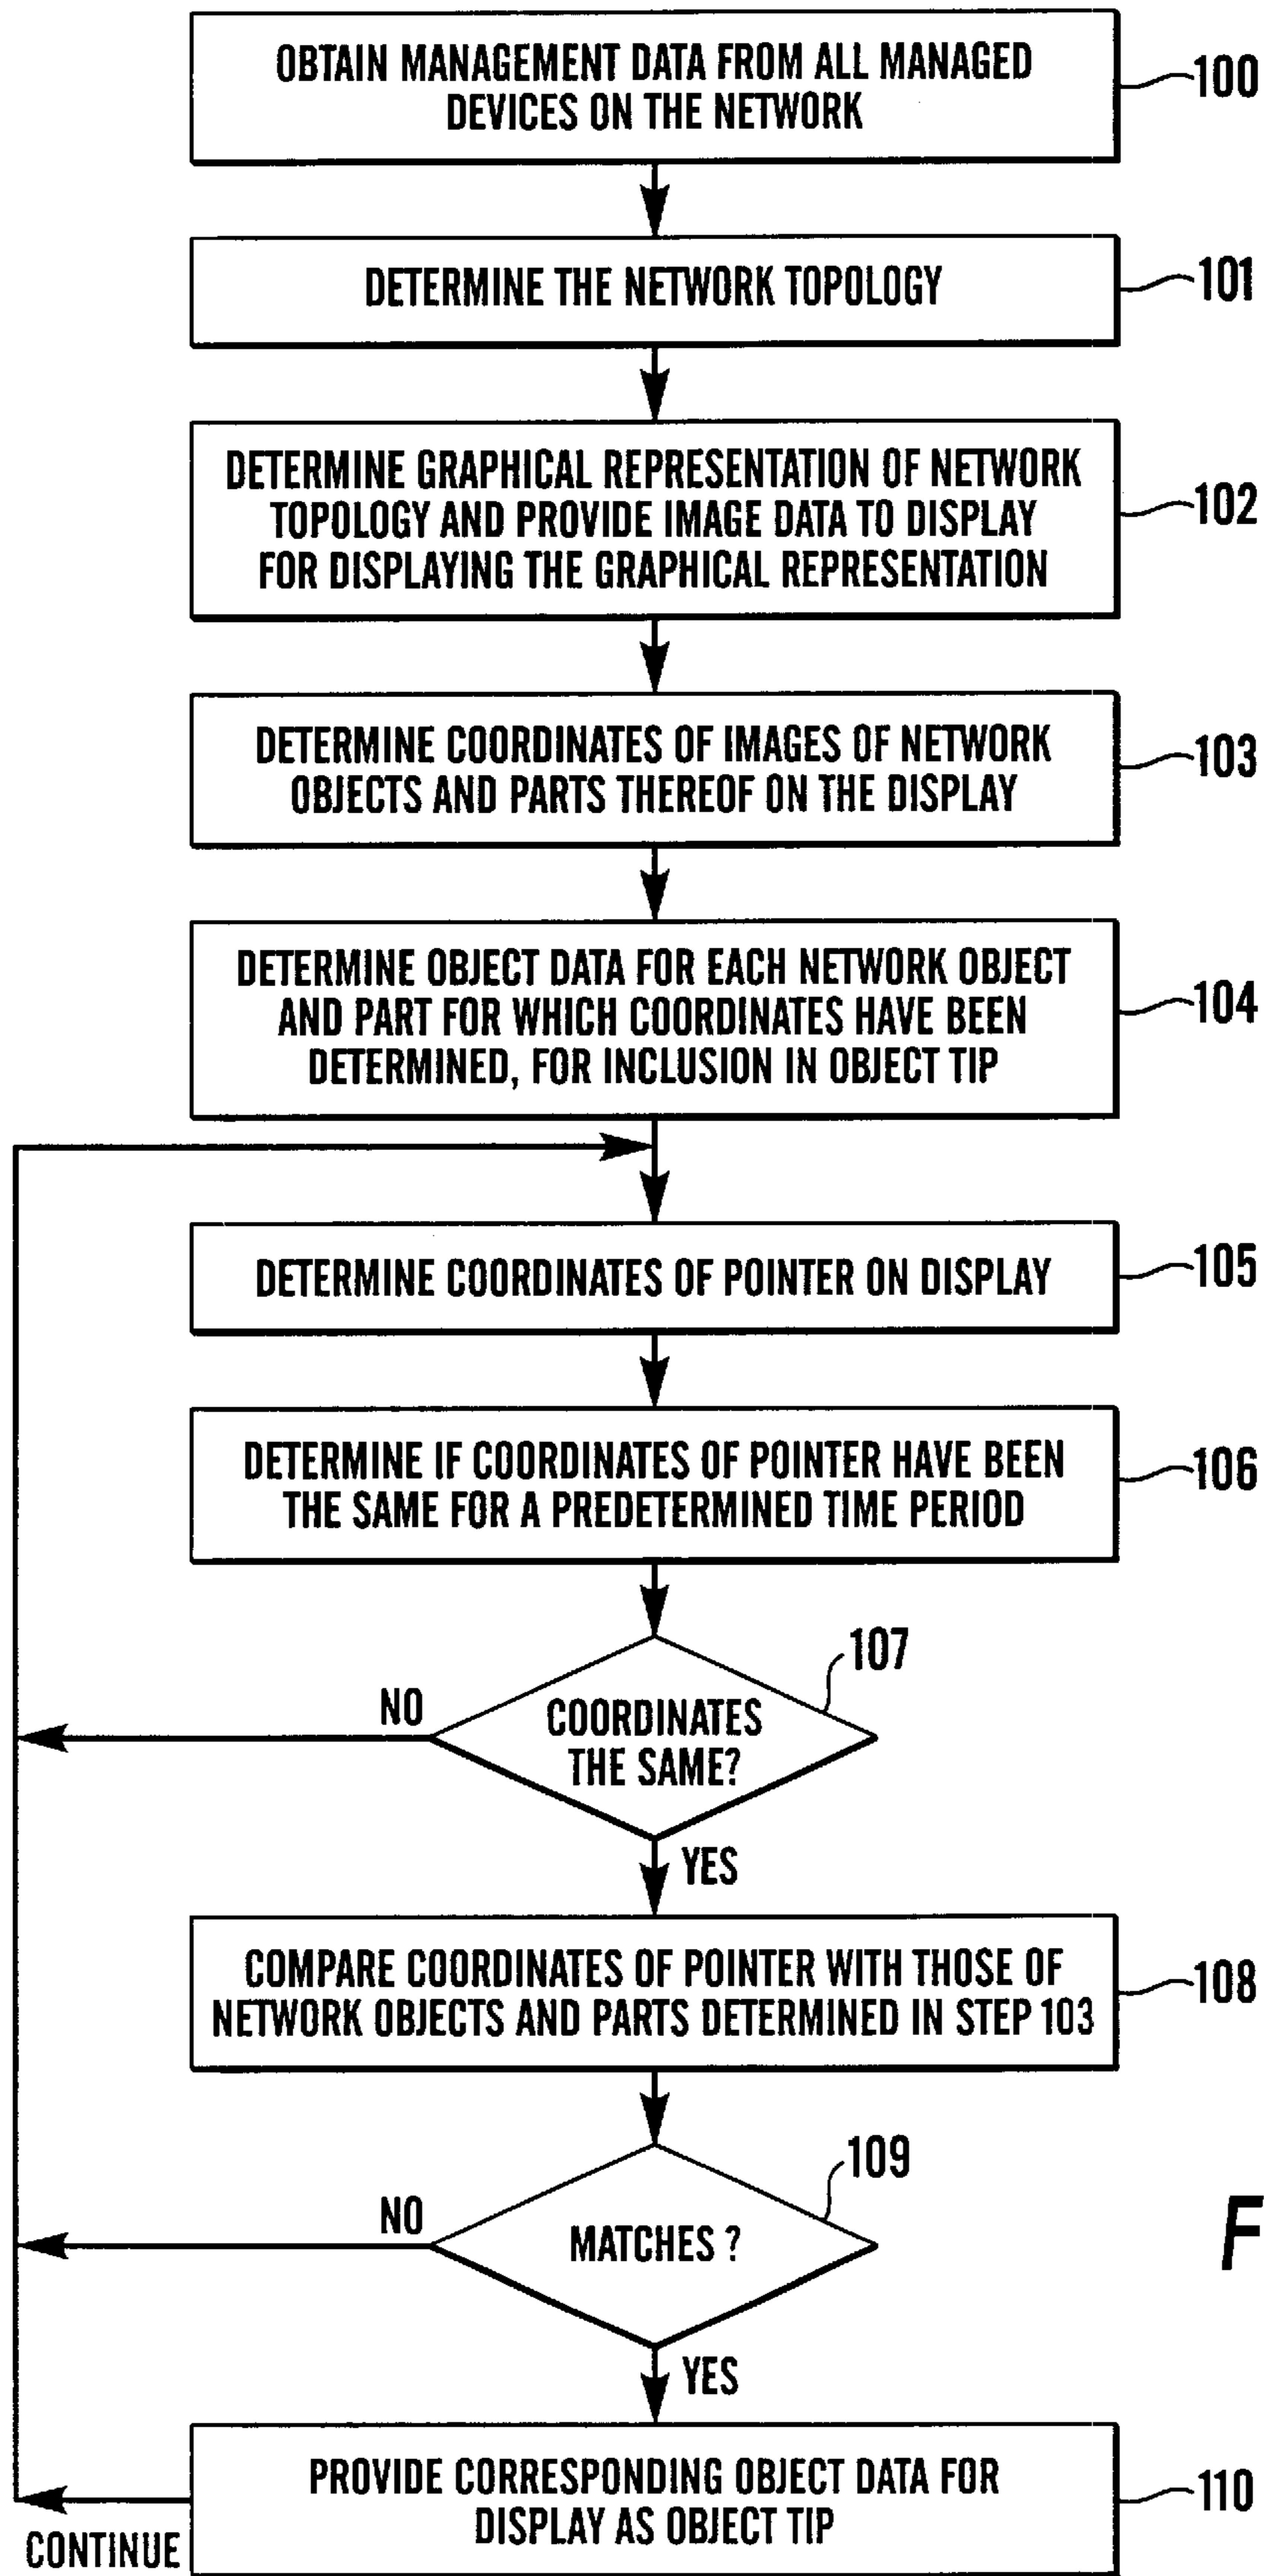 OBTAIN MANAGEMENT DATA FROM ALL MANAGED
DEVICES ON THE NETWORK
100
DETERMINE THE NETWORK TOPOLOGY
101
DETERMINE GRAPHICAL REPRESENTATION OF NETWORK
TOPOLOGY AND PROVIDE IMAGE DATA TO DISPLAY
FOR DISPLAYING THE GRAPHICAL REPRESENTATION
102
DETERMINE COORDINATES OF IMAGES OF NETWORK
OBJECTS AND PARTS THEREOF ON THE DISPLAY
103
DETERMINE OBJECT DATA FOR EACH NETWORK OBJECT
AND PART FOR WHICH COORDINATES HAVE BEEN
DETERMINED, FOR INCLUSION IN OBJECT TIP
104
DETERMINE COORDINATES OF POINTER ON DISPLAY
105
DETERMINE IF COORDINATES OF POINTER HAVE BEEN
THE SAME FOR A PREDETERMINED TIME PERIOD
106
107
NO
COORDINATES
THE SAME?
YES
COMPARE COORDINATES OF POINTER WITH THOSE OF
NETWORK OBJECTS AND PARTS DETERMINED IN STEP 103
108
109
NO
MATCHES ?
F
YES
PROVIDE CORRESPONDING OBJECT DATA FOR
DISPLAY AS OBJECT TIP
110
CONTINUE